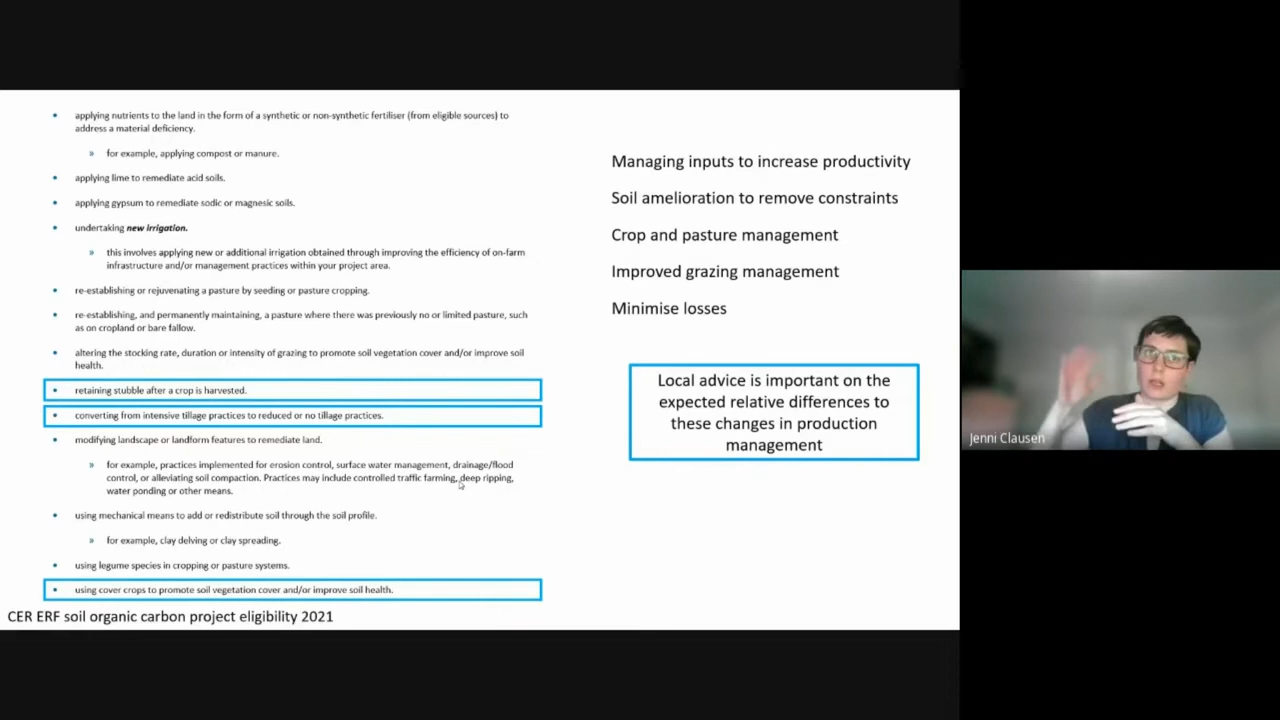 • applying nutrients to the land in the form of a synthetic or non-synthetic fertiliser (from eligible sources) to
address a material deficiency.
» for example, applying compost or manure.
• applying lime to remediate acid soils.
• applying gypsum to remediate sodic or magnesic soils.
• undertaking new irrigation.
» this involves applying new or additional irrigation obtained through improving the efficiency of on-farm
infrastructure and/or management practices within your project area.
• re-establishing or rejuvenating a pasture by seeding or pasture cropping.
• re-establishing, and permanently maintaining, a pasture where there was previously no or limited pasture, such
as on cropland or bare fallow.
• altering the stocking rate, duration or intensity of grazing to promote soil vegetation cover and/or improve soil
health.
• retaining stubble after a crop is harvested.
• converting from intensive tillage practices to reduced or no tillage practices.
• modifying landscape or landform features to remediate land.
» for example, practices implemented for erosion control, surface water management, drainage/flood
control, or alleviating soil compaction. Practices may include controlled traffic farming, deep ripping,
water ponding or other means.
• using mechanical means to add or redistribute soil through the soil profile.
» for example, clay delving or clay spreading.
• using legume species in cropping or pasture systems.
• using cover crops to promote soil vegetation cover and/or improve soil health.
CER ERF soil organic carbon project eligibility 2021
Managing inputs to increase productivity
Soil amelioration to remove constraints
Crop and pasture management
Improved grazing management
Minimise losses
Local advice is important on the
expected relative differences to
these changes in production
management
Jenni Clausen